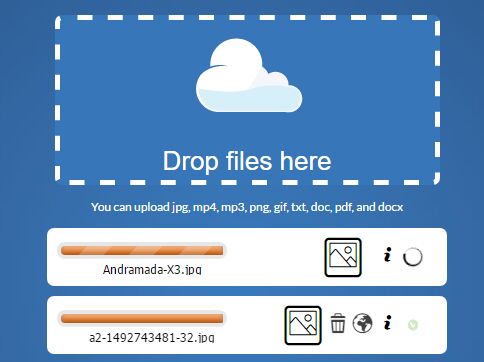 Drop files here
You can upload jpg, mp4, mp3, png, gif, txt, doc, pdf, and docx
Andramada-X3.jpg
a2-1492743481-32.jpg